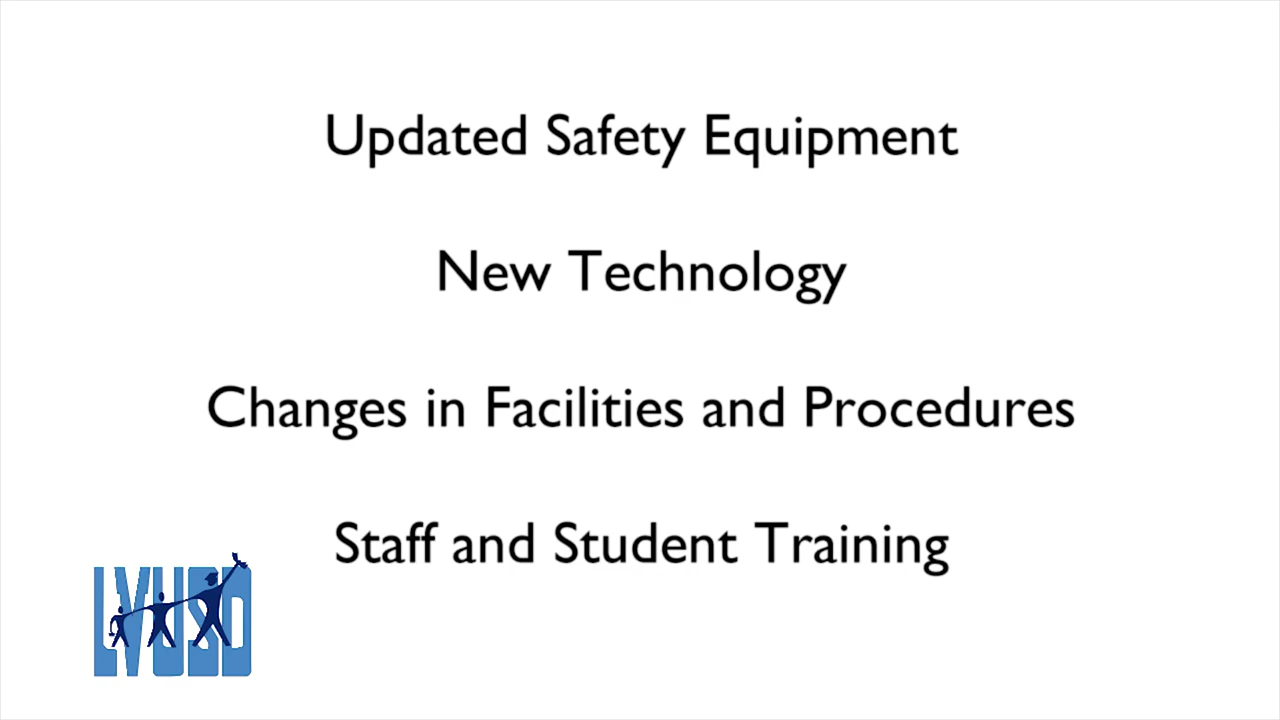 Updated Safety Equipment
New Technology
Changes in Facilities and Procedures
Staff and Student Training
LVUSD